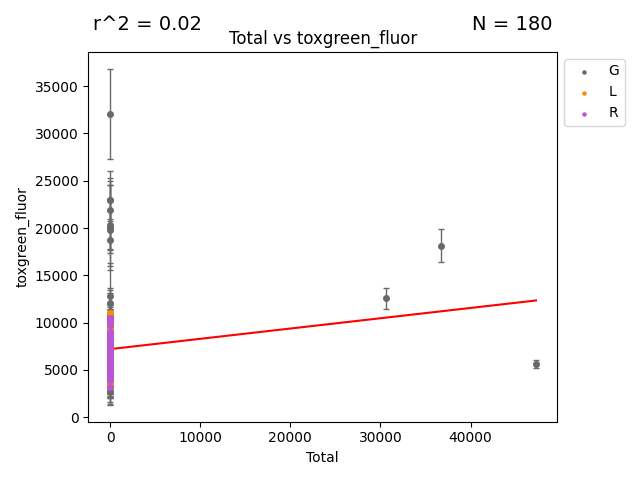 r^2 = 0.02
N = 180
Total vs toxgreen_fluor
G
L
R
35000
30000
25000
20000
15000
10000
5000
0
toxgreen_fluor
0
10000
20000
30000
40000
Total